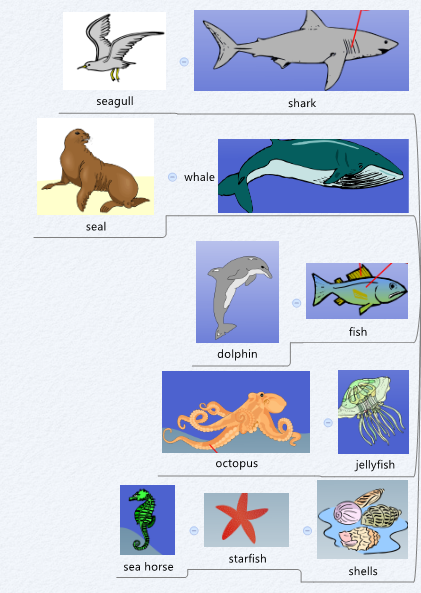 seagull
shark
whale
seal
dolphin
fish
octopus
jellyfish
sea horse
starfish
shells